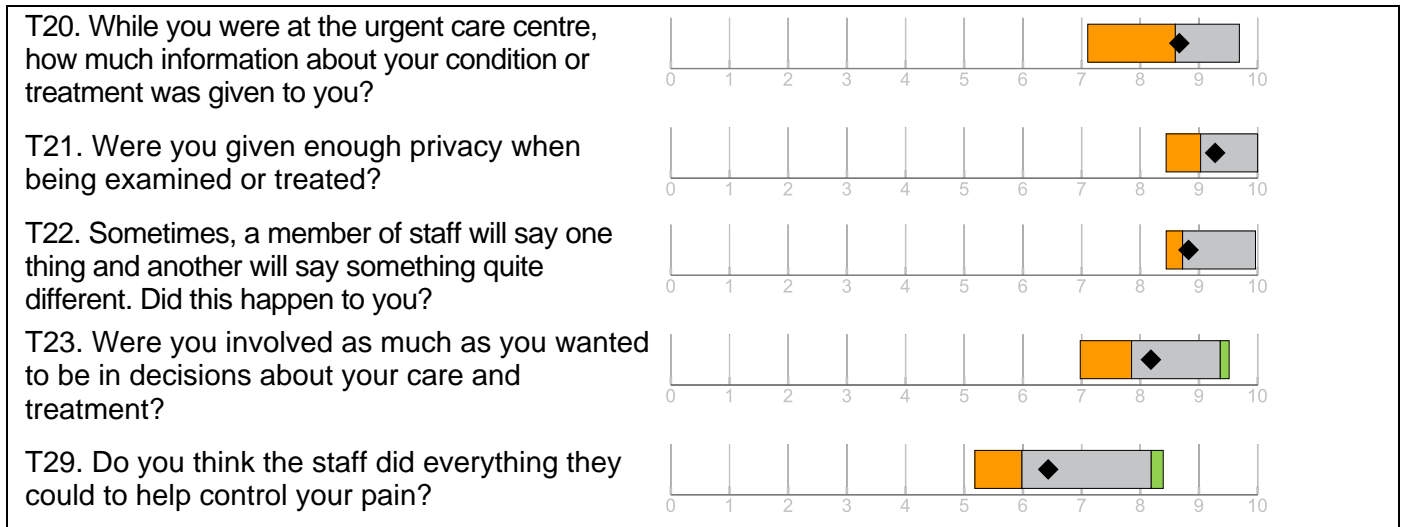 T20. While you were at the urgent care centre,
how much information about your condition or
treatment was given to you?
0 1 2 3 4 5 6 7 8 9 10
T21. Were you given enough privacy when
being examined or treated?
0 1 2 3 4 5 6 7 8 9 10
T22. Sometimes, a member of staff will say one
thing and another will say something quite
different. Did this happen to you?
0 1 2 3 4 5 6 7 8 9 10
T23. Were you involved as much as you wanted
to be in decisions about your care and
treatment?
0 1 2 3 4 5 6 7 8 9 10
T29. Do you think the staff did everything they
could to help control your pain?
0 1 2 3 4 5 6 7 8 9 10